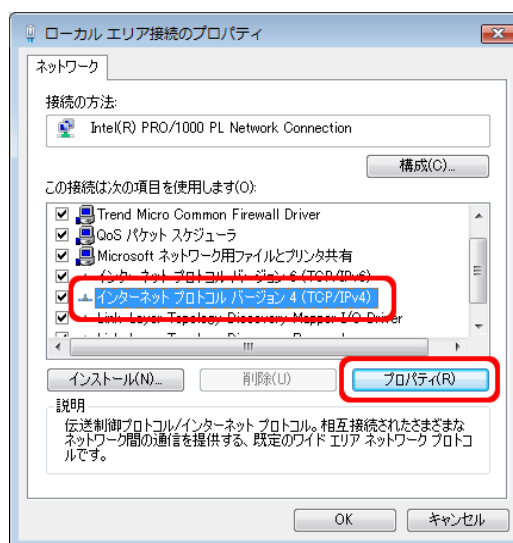 ローカル エリア接続のプロパティ
ネットワーク
接続の方法:
Intel(R) PRO/1000 PL Network Connection
構成(C)...
この接続は次の項目を使用します(O):
Trend Micro Common Firewall Driver
QoS パケット スケジューラ
Microsoft ネットワーク用ファイルとプリンタ共有
インターネット プロトコル バージョン 6 (TCP/IPv6)
インターネット プロトコル バージョン 4 (TCP/IPv4)
Link-Layer Topology Discovery Mapper I/O Driver
インストール(N)...
削除(U)
プロパティ(R)
説明
伝送制御プロトコル/インターネット プロトコル。相互接続されたさまざまな
ネットワーク間の通信を提供する、既定のワイド エリア ネットワーク プロトコ
ルです。
OK
キャンセル